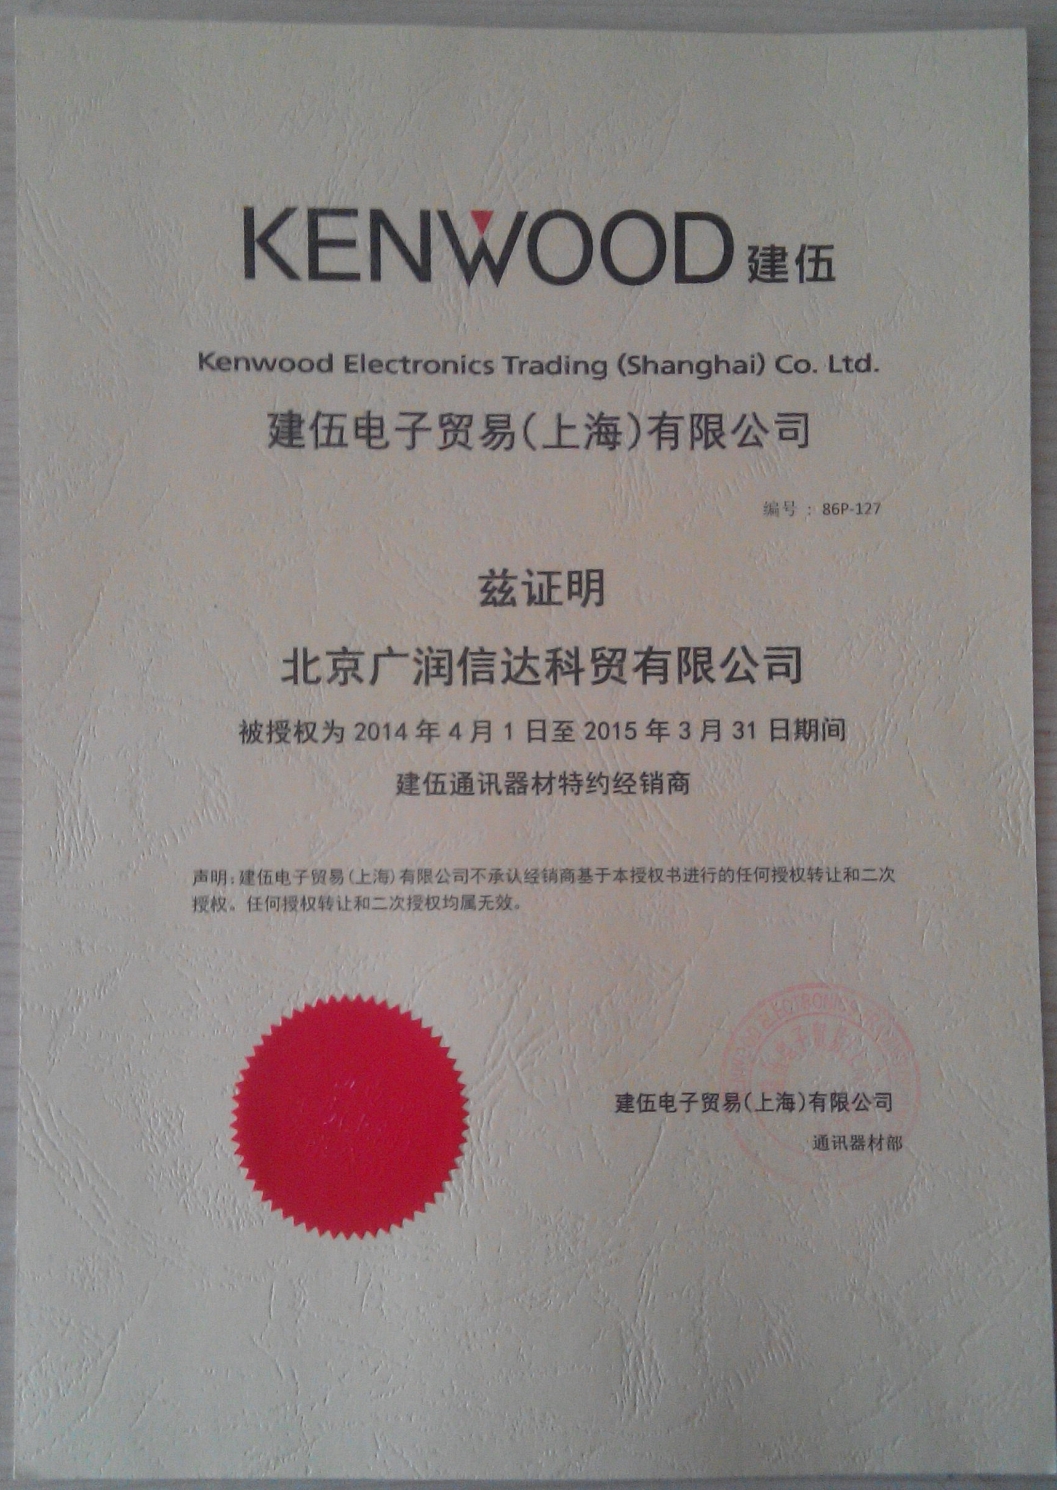 KENWOOD 建伍
Kenwood Electronics Trading (Shanghai) Co. Ltd.
建伍电子贸易(上海)有限公司
编号 : 86P-127
兹证明
北京广润信达科贸有限公司
被授权为 2014 年 4 月 1 日至 2015 年 3 月 31 日期间
建伍通讯器材特约经销商
声明:建伍电子贸易(上海)有限公司不承认经销商基于本授权书进行的任何授权转让和二次
授权。任何授权转让和二次授权均属无效。
建伍电子贸易(上海)有限公司
通讯器材部